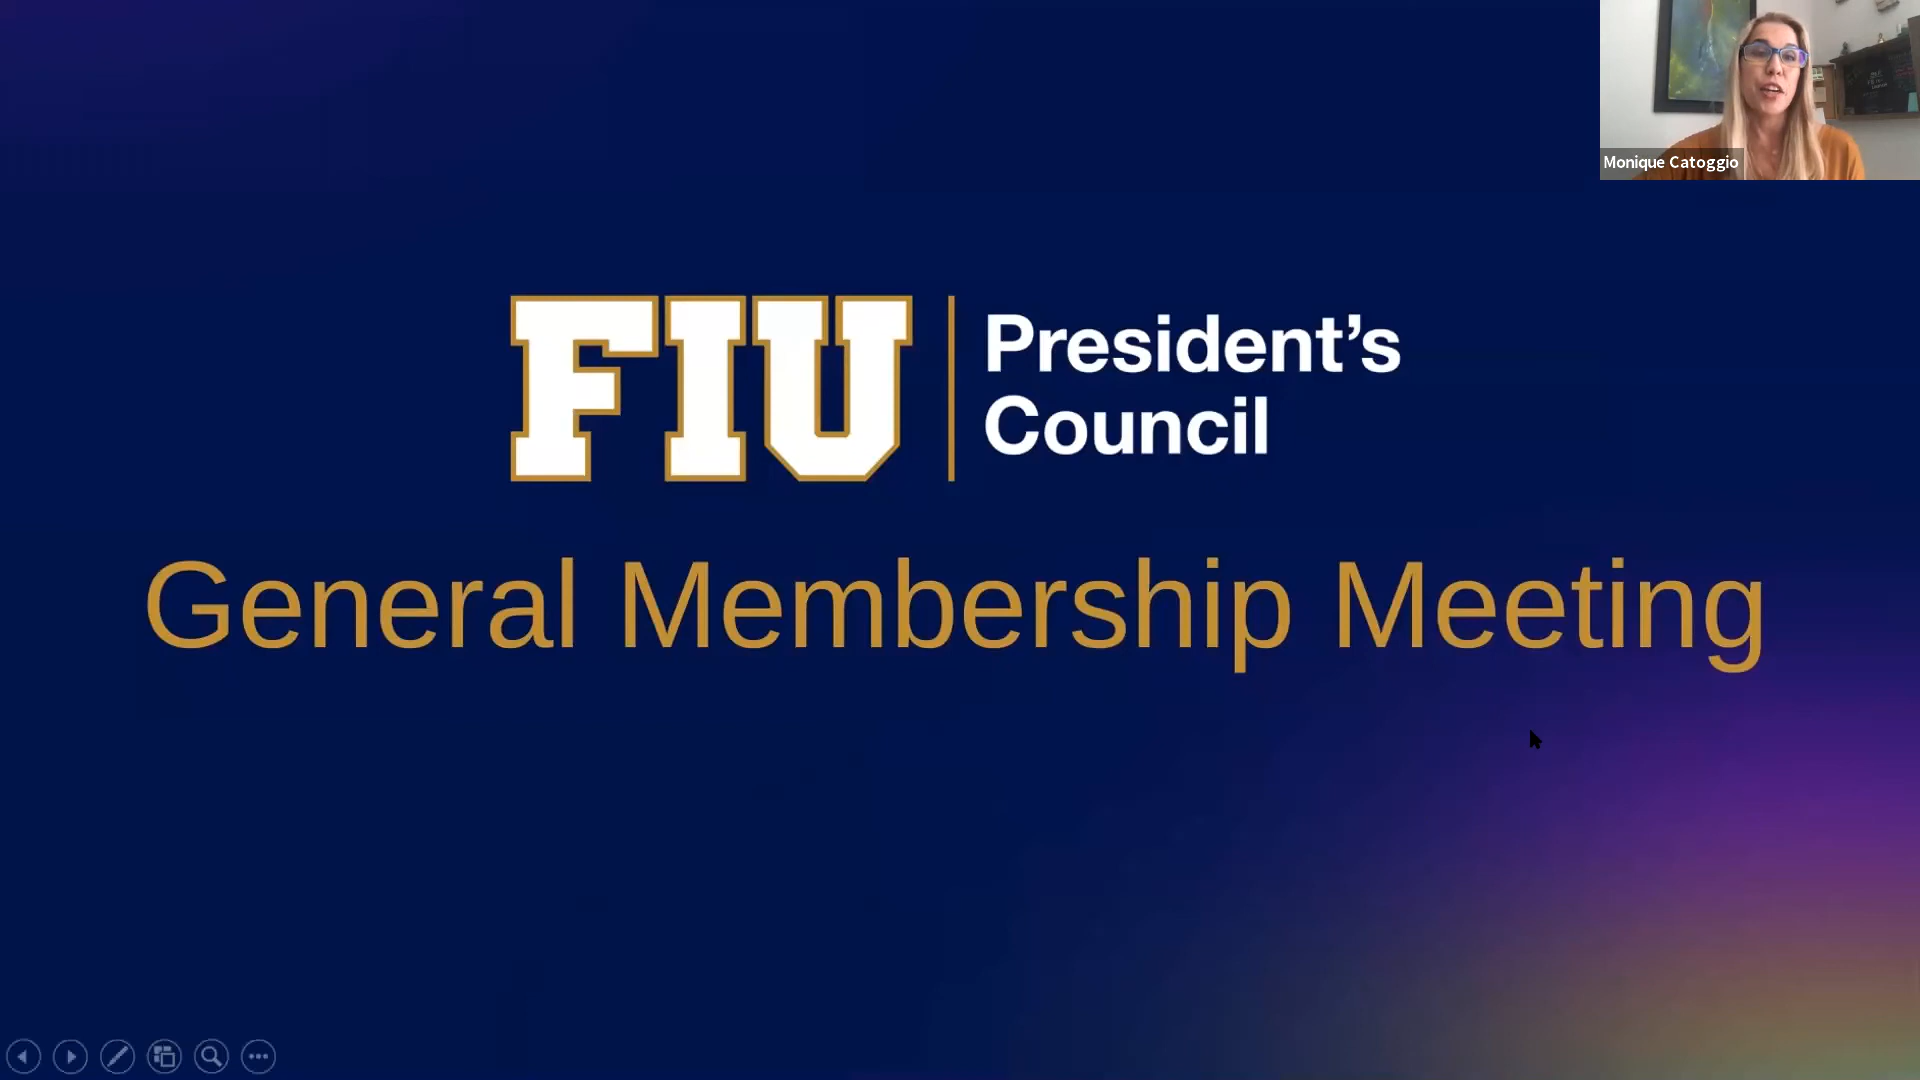 Monique Catoggio
FIU
President’s
Council
General Membership Meeting